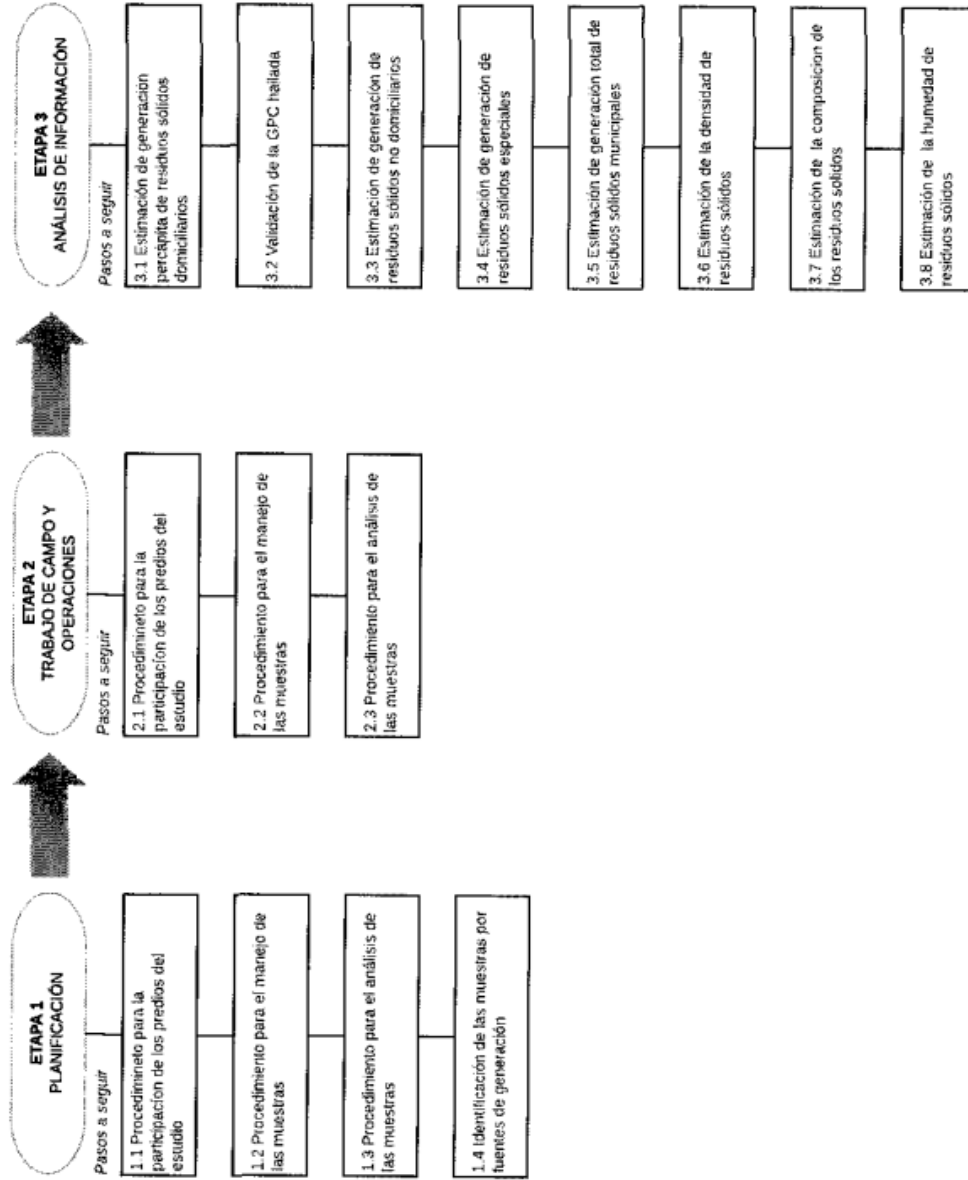 ETAPA 1
PLANIFICACIÓN
Pasos a seguir
1.1 Procedimineto para la
participacion de los predios del
estudio
1.2 Procedimiento para el manejo de
las muestras
1.3 Procedimiento para el análisis de
las muestras
1.4 Identificación de las muestras por
fuentes de generación
ETAPA 2
TRABAJO DE CAMPO Y
OPERACIONES
Pasos a seguir
2.1 Procedimineto para la
participacion de los predios del
estudio
2.2 Procedimiento para el manejo de
las muestras
2.3 Procedimiento para el análisis de
las muestras
ETAPA 3
ANÁLISIS DE INFORMACIÓN
Pasos a seguir
3.1 Estimación de generación
percápita de residuos sólidos
domiciliarios
3.2 Validación de la GPC hallada
3.3 Estimación de generación de
residuos sólidos no domiciliarios
3.4 Estimación de generación de
residuos sólidos especiales
3.5 Estimación de generación total de
residuos sólidos municipales
3.6 Estimación de la densidad de
residuos sólidos
3.7 Estimación de la composicion de
los residuos solidos
3.8 Estimación de la humedad de
residuos sólidos